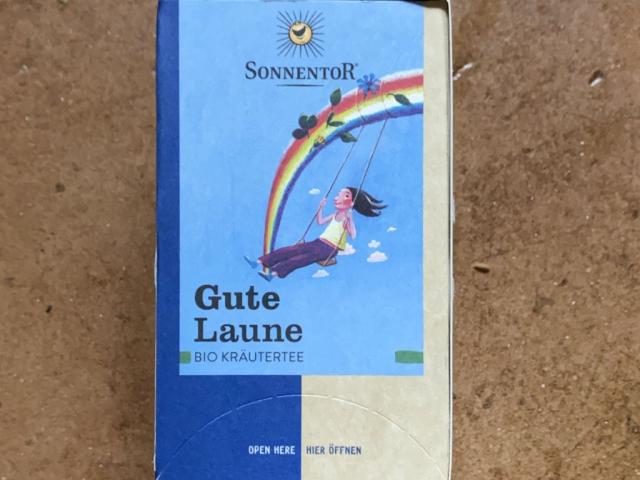 SONNENTOR®
Gute
Laune
BIO KRÄUTERTEE
OPEN HERE HIER ÖFFNEN